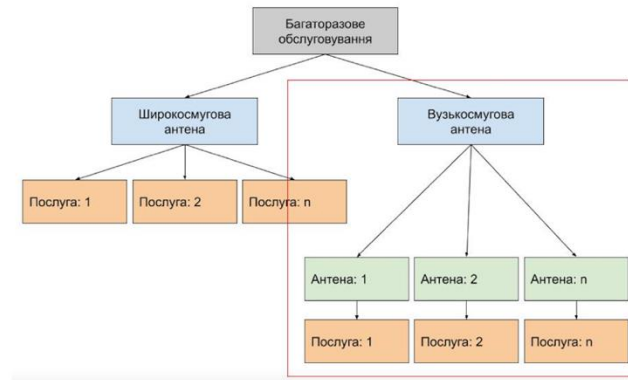 Багаторазове
обслуговування
Широкосмугова
антена
Вузькосмугова
антена
Послуга: 1
Послуга: 2
Послуга: n
Антена: 1
Антена: 2
Антена: n
Послуга: 1
Послуга: 2
Послуга: n